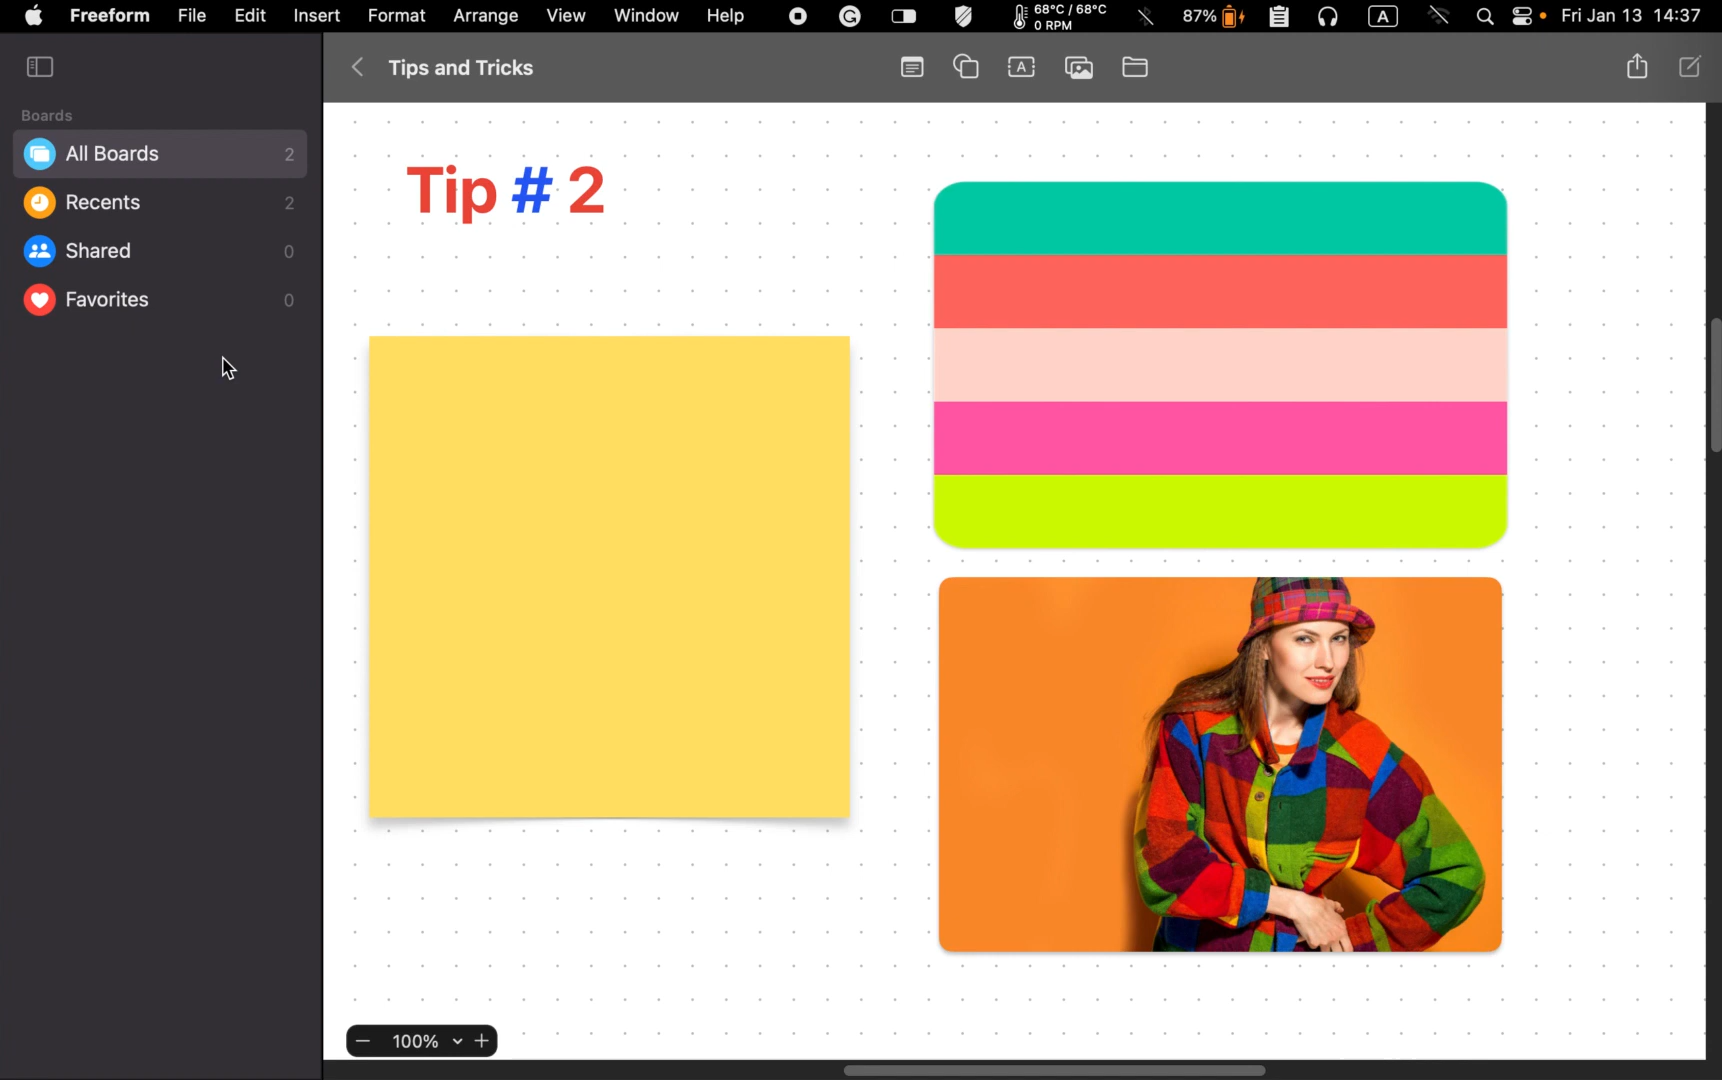 Freeform File Edit Insert Format Arrange View Window Help 68°C / 68°C 0 RPM 87% A Fri Jan 13 14:37
Tips and Tricks
Boards
All Boards 2
Recents 2
Shared 0
Favorites 0
Tip # 2
100%